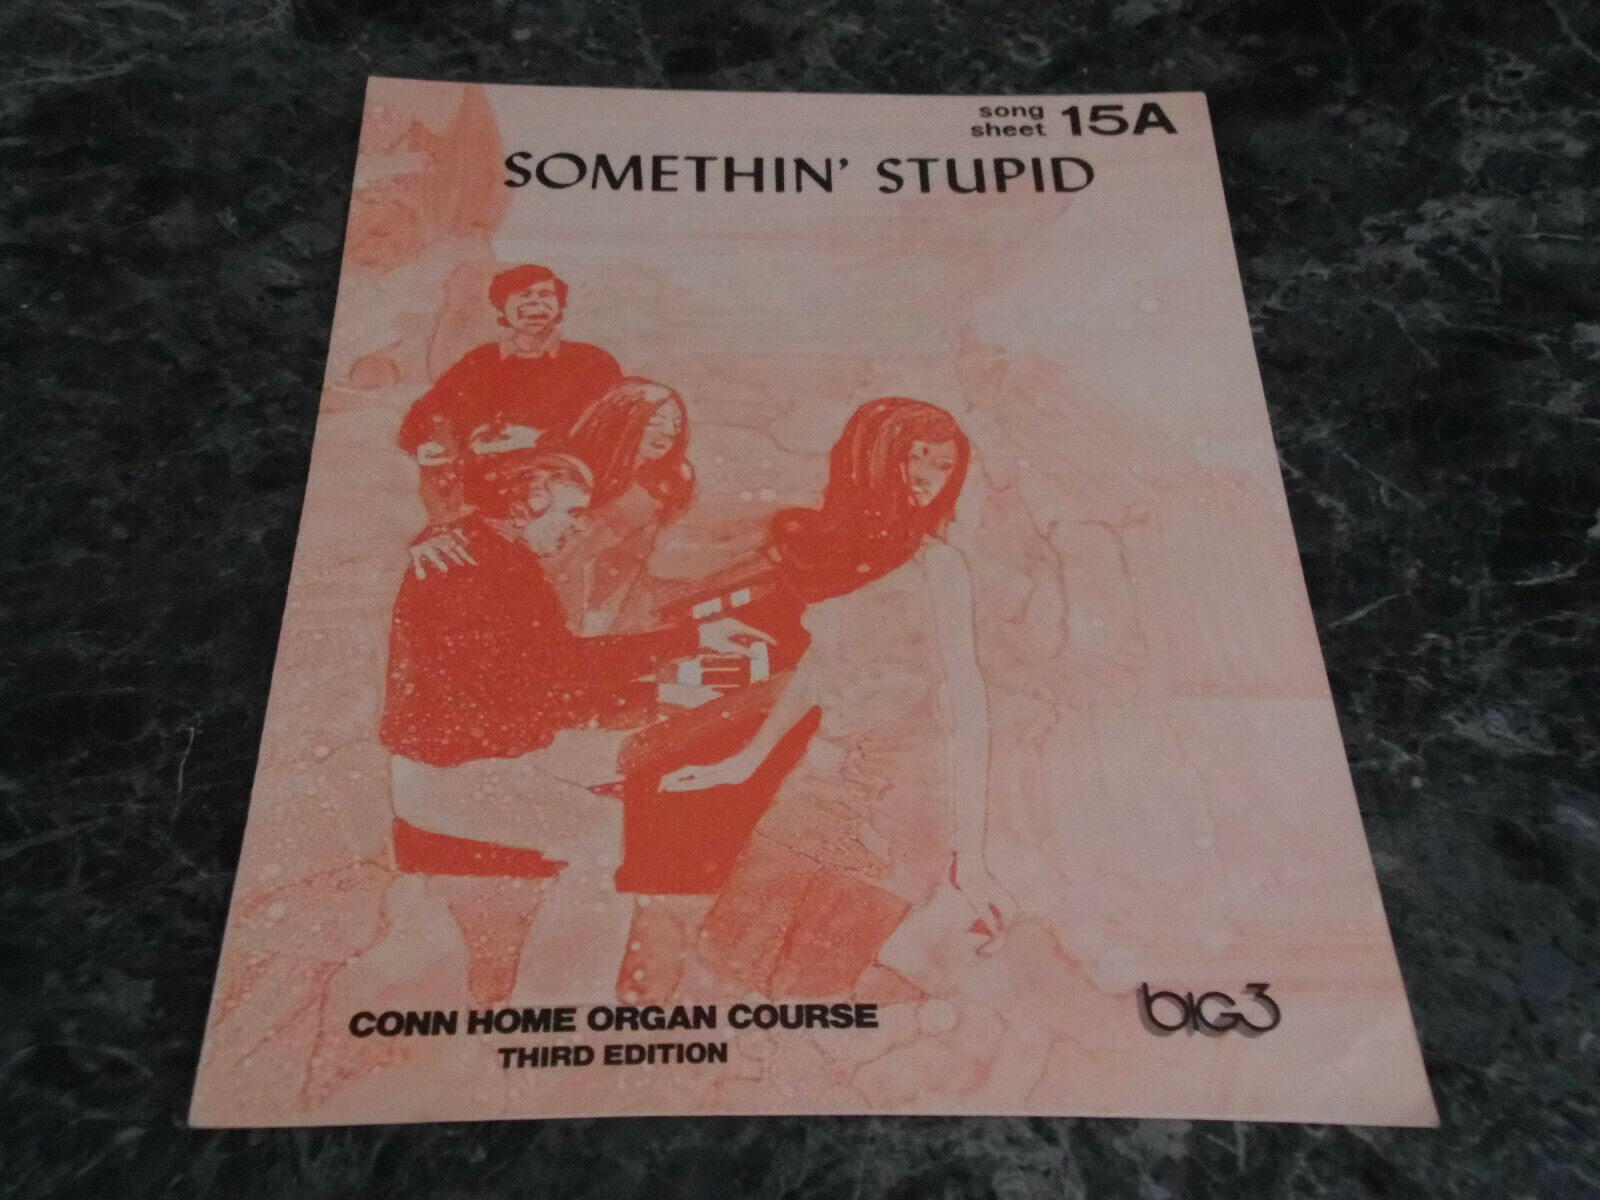 song
sheet 15A
SOMETHIN' STUPID
CONN HOME ORGAN COURSE
THIRD EDITION
big3